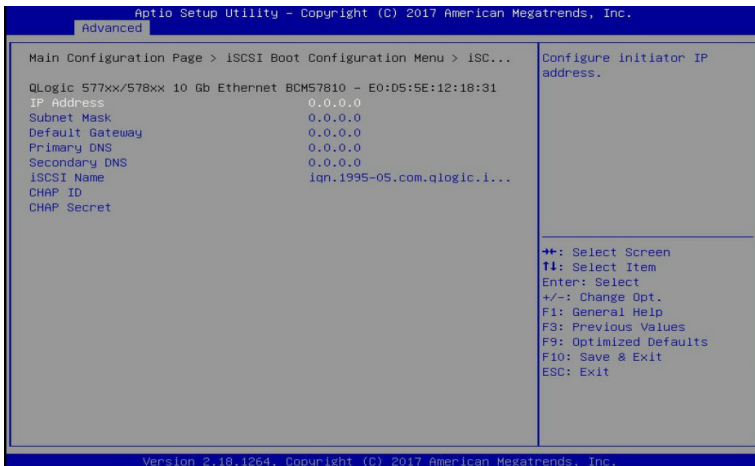 Aptio Setup Utility – Copyright (C) 2017 American Megatrends, Inc.
Advanced
Main Configuration Page > iSCSI Boot Configuration Menu > iSC...
QLogic 577xx/578xx 10 Gb Ethernet BCM57810 – E0:D5:5E:12:18:31
IP Address 0.0.0.0
Subnet Mask 0.0.0.0
Default Gateway 0.0.0.0
Primary DNS 0.0.0.0
Secondary DNS 0.0.0.0
iSCSI Name iqn.1995-05.com.qlogic.i...
CHAP ID
CHAP Secret
Configure initiator IP
address.
→←: Select Screen
↑↓: Select Item
Enter: Select
+/-: Change Opt.
F1: General Help
F3: Previous Values
F9: Optimized Defaults
F10: Save & Exit
ESC: Exit
Version 2.18.1264. Copyright (C) 2017 American Megatrends, Inc.